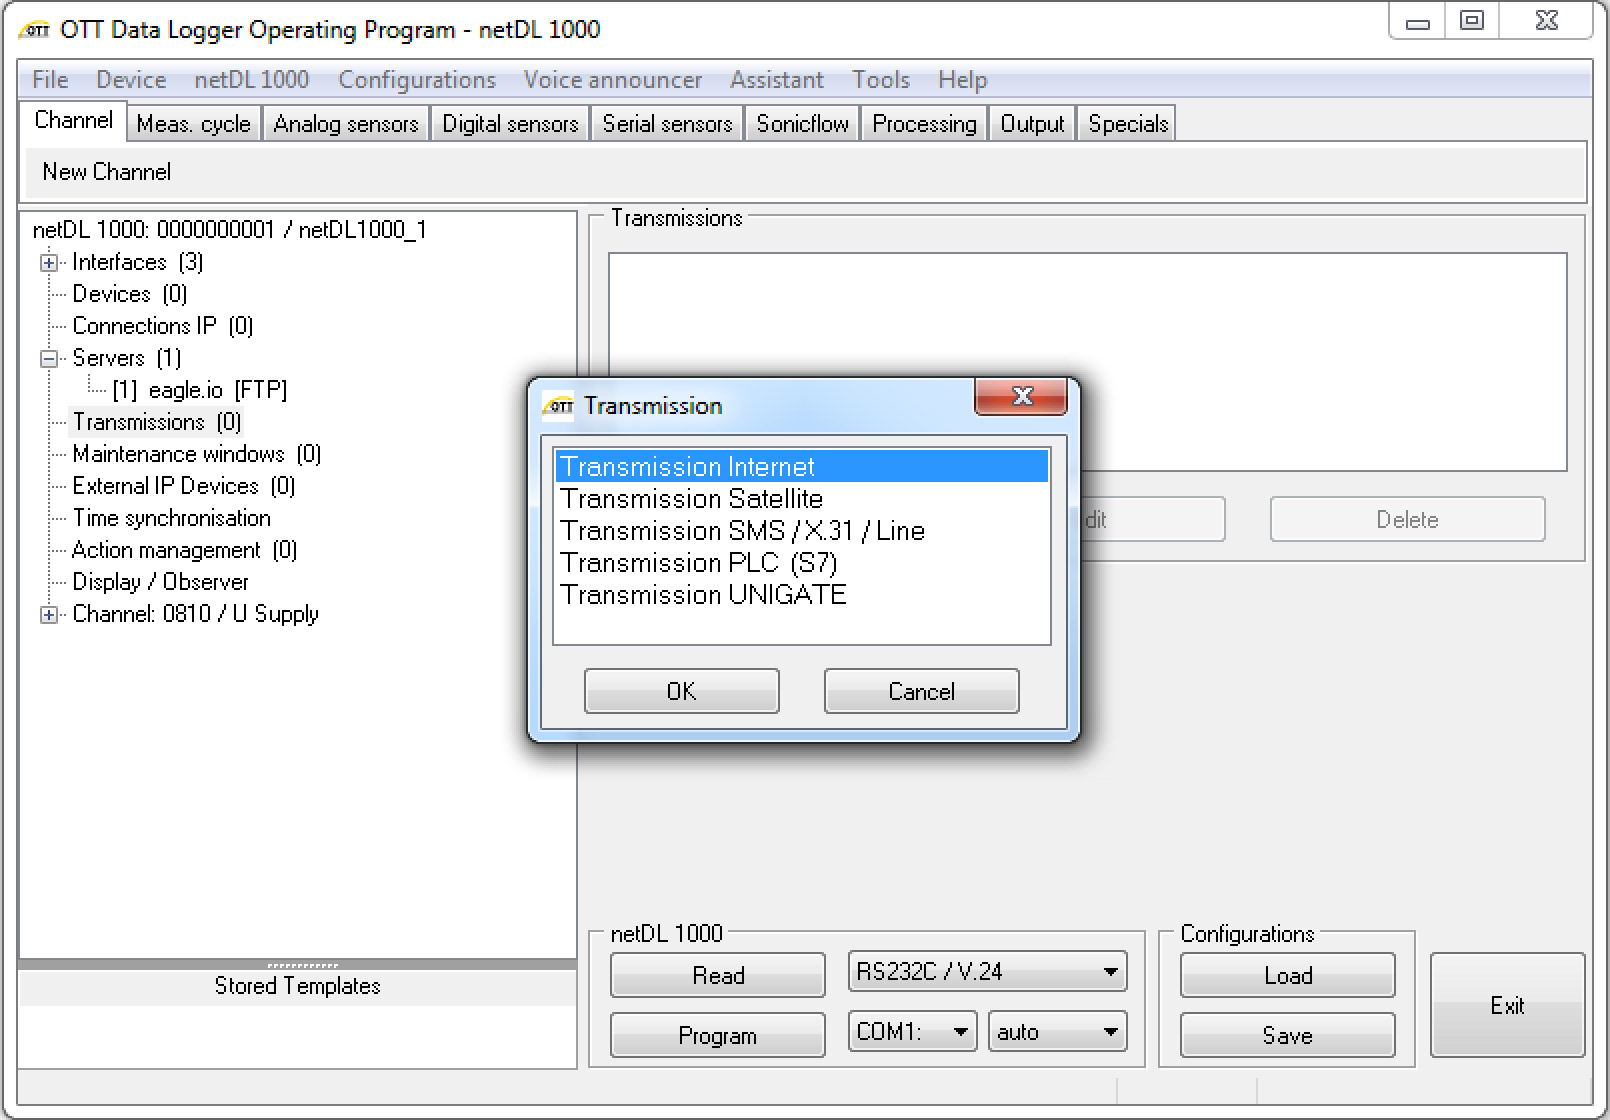 OTT OTT Data Logger Operating Program - netDL 1000
File Device netDL 1000 Configurations Voice announcer Assistant Tools Help
Channel Meas. cycle Analog sensors Digital sensors Serial sensors Sonicflow Processing Output Specials
New Channel
netDL 1000: 0000000001 / netDL1000_1
Interfaces (3)
Devices (0)
Connections IP (0)
Servers (1)
[1] eagle.io [FTP]
Transmissions (0)
Maintenance windows (0)
External IP Devices (0)
Time synchronisation
Action management (0)
Display / Observer
Channel: 0810 / U Supply
Stored Templates
Transmissions
dit Delete
OTT Transmission
Transmission Internet
Transmission Satellite
Transmission SMS / X.31 / Line
Transmission PLC (S7)
Transmission UNIGATE
OK Cancel
netDL 1000
Read RS232C / V.24
Program COM1: auto
Configurations
Load
Save
Exit